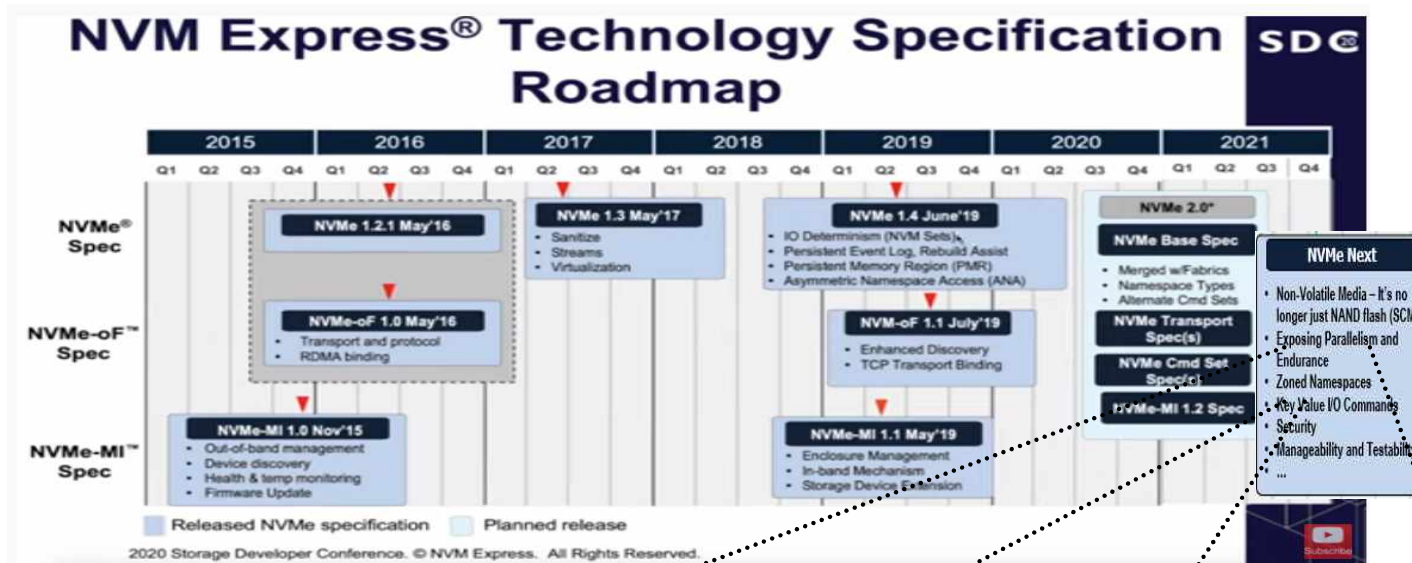 NVM Express® Technology Specification
Roadmap
SDC 20
2015 2016 2017 2018 2019 2020 2021
Q1 Q2 Q3 Q4 Q1 Q2 Q3 Q4 Q1 Q2 Q3 Q4 Q1 Q2 Q3 Q4 Q1 Q2 Q3 Q4 Q1 Q2 Q3 Q4 Q1 Q2 Q3 Q4
NVMe®
Spec
NVMe 1.2.1 May'16
NVMe 1.3 May'17
• Sanitize
• Streams
• Virtualization
NVMe 1.4 June'19
• IO Determinism (NVM Sets)
• Persistent Event Log, Rebuild Assist
• Persistent Memory Region (PMR)
• Asymmetric Namespace Access (ANA)
NVMe 2.0*
NVMe Base Spec
• Merged w/Fabrics
• Namespace Types
• Alternate Cmd Sets
NVMe Transport
Spec(s)
NVMe Cmd Set
Spec(s)
NVMe-MI 1.2 Spec
NVMe Next
• Non-Volatile Media – It's no
longer just NAND flash (SCM
• Exposing Parallelism and
Endurance
• Zoned Namespaces
• Key Value I/O Commands
• Security
• Manageability and Testabilit
• ...
NVMe-oF™
Spec
NVMe-oF 1.0 May'16
• Transport and protocol
• RDMA binding
NVM-oF 1.1 July'19
• Enhanced Discovery
• TCP Transport Binding
NVMe-MI™
Spec
NVMe-MI 1.0 Nov'15
• Out-of-band management
• Device discovery
• Health & temp monitoring
• Firmware Update
NVMe-MI 1.1 May'19
• Enclosure Management
• In-band Mechanism
• Storage Device Extension
Released NVMe specification
Planned release
2020 Storage Developer Conference. © NVM Express. All Rights Reserved.
Subscribe